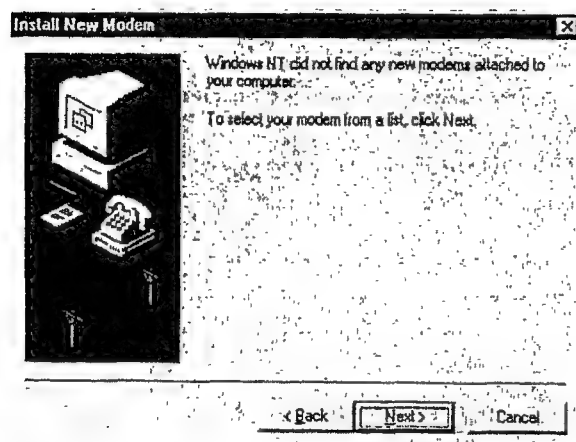 Install New Modem
Windows NT did not find any new modems attached to
your computer.
To select your modem from a list, click Next.
< Back
Next >
Cancel